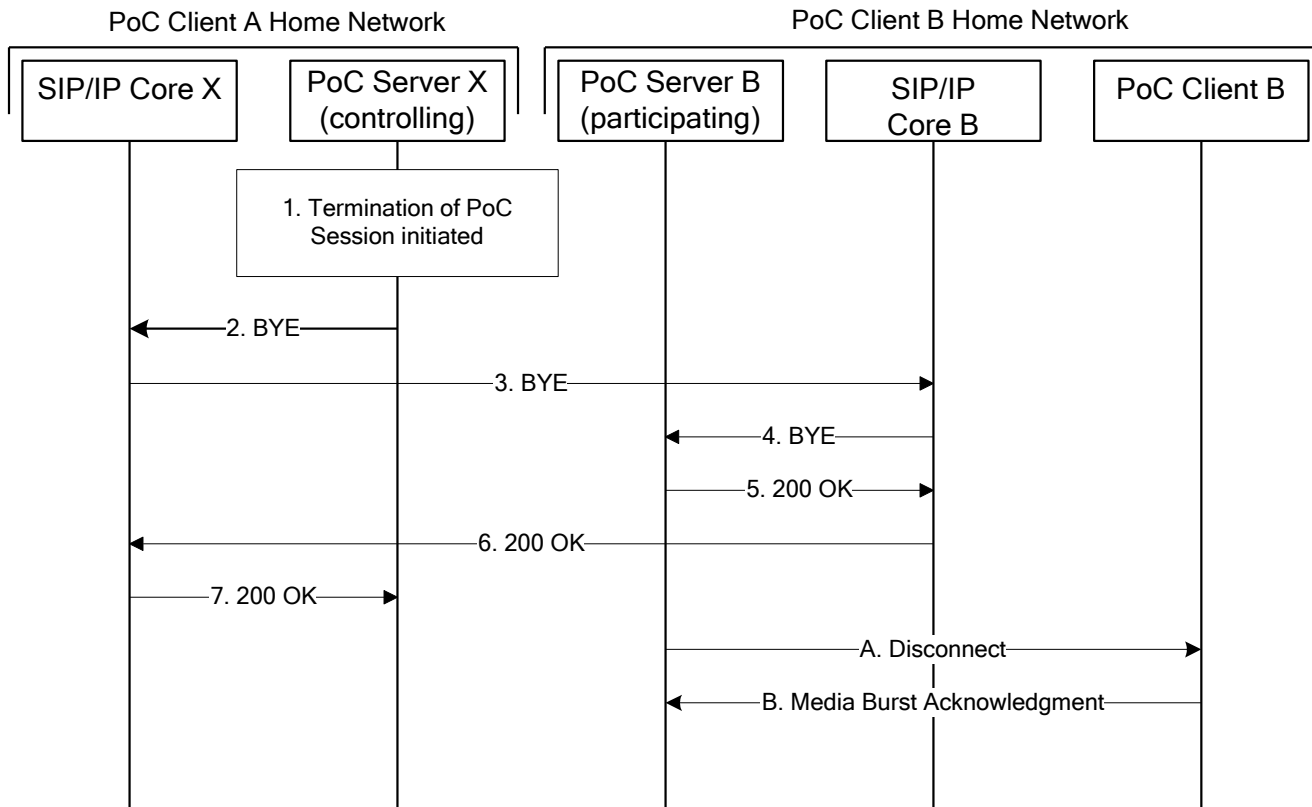 PoC Client A Home Network
PoC Client B Home Network
SIP/IP Core X
PoC Server X
(controlling)
PoC Server B
(participating)
SIP/IP
Core B
PoC Client B
1. Termination of PoC
Session initiated
2. BYE
3. BYE
4. BYE
5. 200 OK
6. 200 OK
7. 200 OK
A. Disconnect
B. Media Burst Acknowledgment